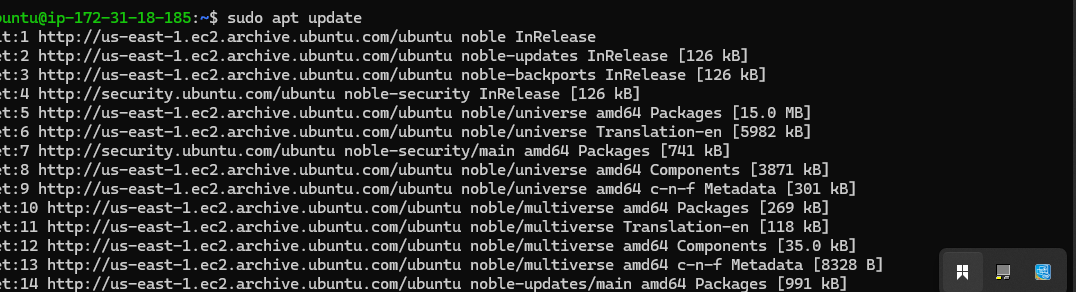 buntu@ip-172-31-18-185:~$ sudo apt update
it:1 http://us-east-1.ec2.archive.ubuntu.com/ubuntu noble InRelease
et:2 http://us-east-1.ec2.archive.ubuntu.com/ubuntu noble-updates InRelease [126 kB]
et:3 http://us-east-1.ec2.archive.ubuntu.com/ubuntu noble-backports InRelease [126 kB]
et:4 http://security.ubuntu.com/ubuntu noble-security InRelease [126 kB]
et:5 http://us-east-1.ec2.archive.ubuntu.com/ubuntu noble/universe amd64 Packages [15.0 MB]
et:6 http://us-east-1.ec2.archive.ubuntu.com/ubuntu noble/universe Translation-en [5982 kB]
et:7 http://security.ubuntu.com/ubuntu noble-security/main amd64 Packages [741 kB]
et:8 http://us-east-1.ec2.archive.ubuntu.com/ubuntu noble/universe amd64 Components [3871 kB]
et:9 http://us-east-1.ec2.archive.ubuntu.com/ubuntu noble/universe amd64 c-n-f Metadata [301 kB]
et:10 http://us-east-1.ec2.archive.ubuntu.com/ubuntu noble/multiverse amd64 Packages [269 kB]
et:11 http://us-east-1.ec2.archive.ubuntu.com/ubuntu noble/multiverse Translation-en [118 kB]
et:12 http://us-east-1.ec2.archive.ubuntu.com/ubuntu noble/multiverse amd64 Components [35.0 kB]
et:13 http://us-east-1.ec2.archive.ubuntu.com/ubuntu noble/multiverse amd64 c-n-f Metadata [8328 B]
et:14 http://us-east-1.ec2.archive.ubuntu.com/ubuntu noble-updates/main amd64 Packages [991 kB]